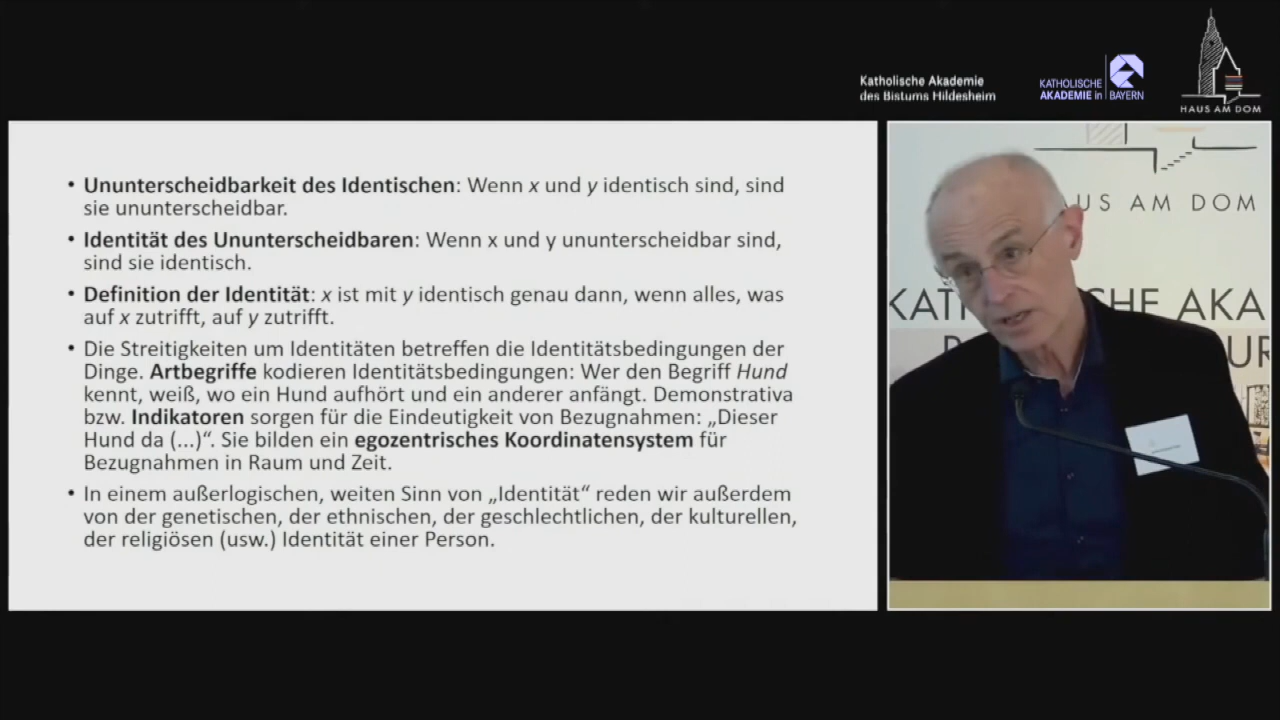 Katholische Akademie
des Bistums Hildesheim
KATHOLISCHE
AKADEMIE in BAYERN
HAUS AM DOM
• Ununterscheidbarkeit des Identischen: Wenn x und y identisch sind, sind
sie ununterscheidbar.
• Identität des Ununterscheidbaren: Wenn x und y ununterscheidbar sind,
sind sie identisch.
• Definition der Identität: x ist mit y identisch genau dann, wenn alles, was
auf x zutrifft, auf y zutrifft.
• Die Streitigkeiten um Identitäten betreffen die Identitätsbedingungen der
Dinge. Artbegriffe kodieren Identitätsbedingungen: Wer den Begriff Hund
kennt, weiß, wo ein Hund aufhört und ein anderer anfängt. Demonstrativa
bzw. Indikatoren sorgen für die Eindeutigkeit von Bezugnahmen: „Dieser
Hund da (...)“. Sie bilden ein egozentrisches Koordinatensystem für
Bezugnahmen in Raum und Zeit.
• In einem außerlogischen, weiten Sinn von „Identität“ reden wir außerdem
von der genetischen, der ethnischen, der geschlechtlichen, der kulturellen,
der religiösen (usw.) Identität einer Person.
US AM DOM
KAT CHE AKA